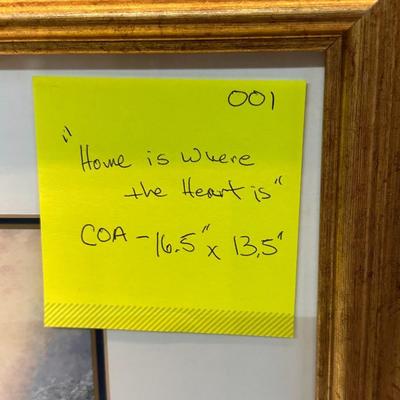 001
"Home is where
the Heart is"
COA - 16.5" x 13.5"